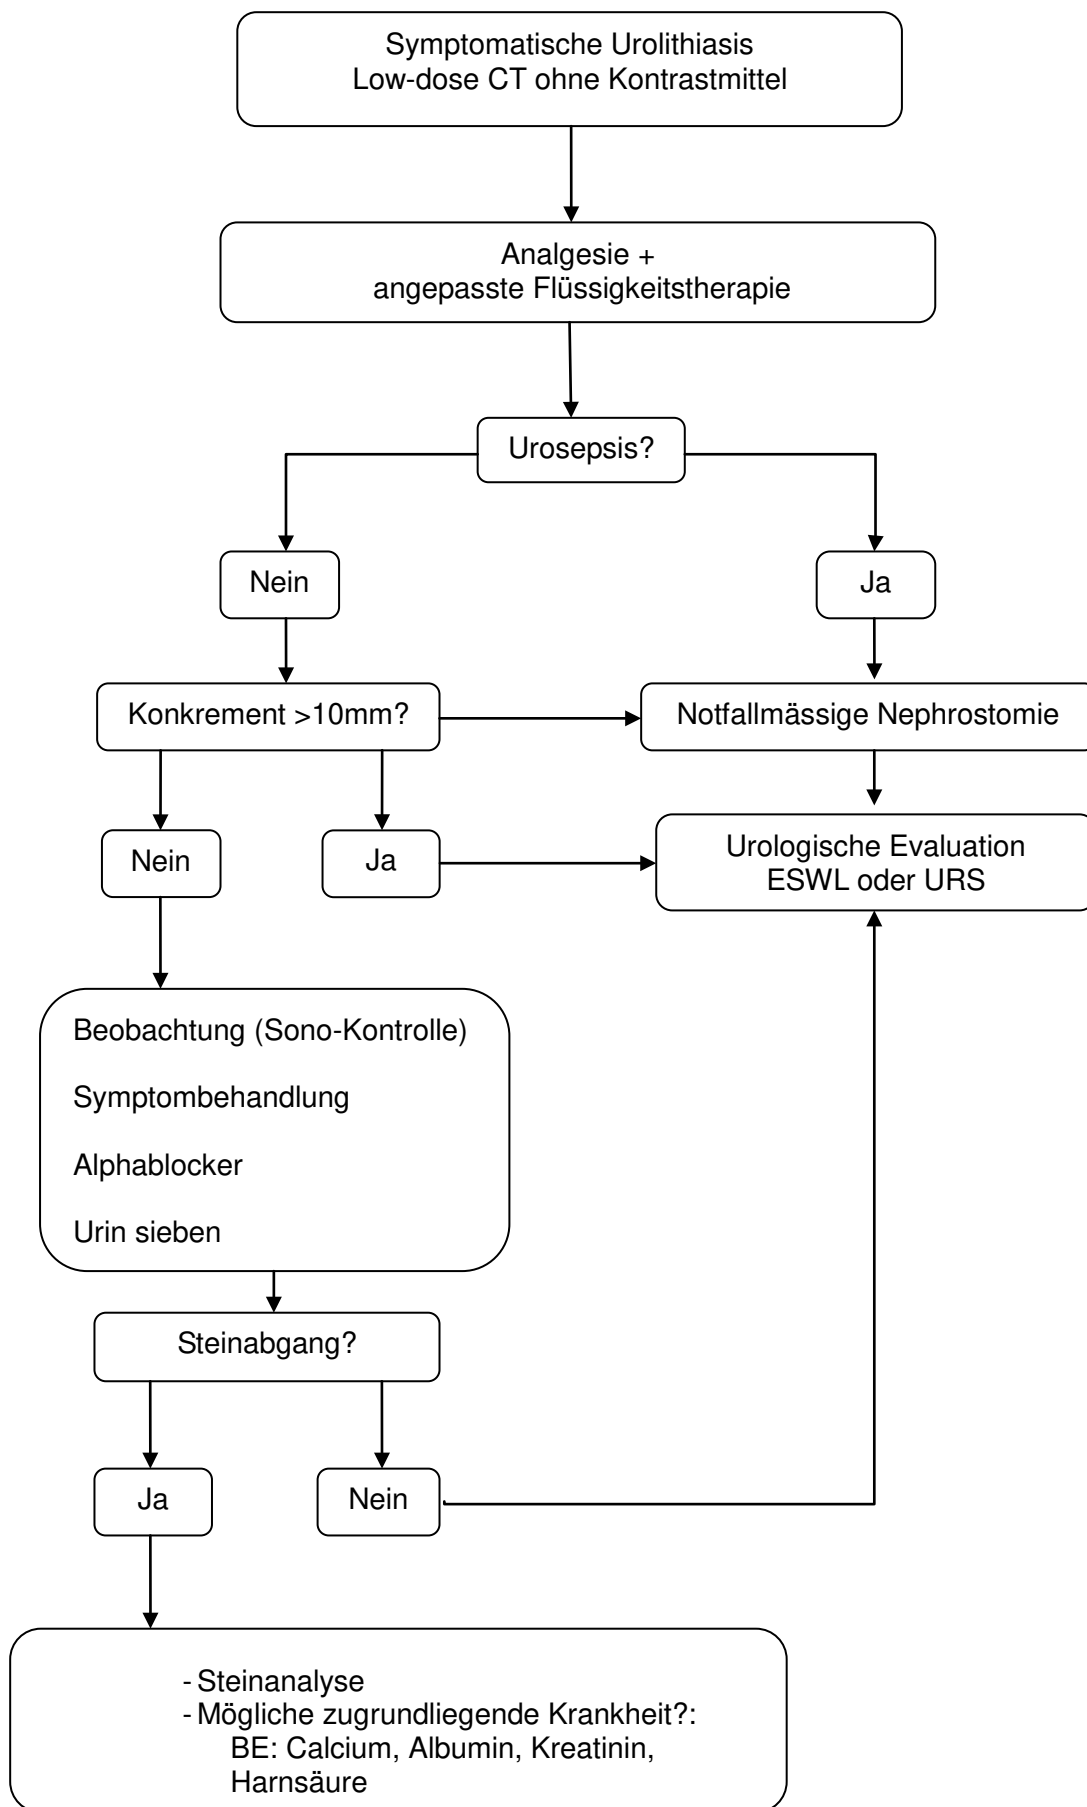 Symptomatische Urolithiasis
Low-dose CT ohne Kontrastmittel
Analgesie +
angepasste Flüssigkeitstherapie
Urosepsis?
Nein
Ja
Konkrement >10mm?
Notfallmässige Nephrostomie
Nein
Ja
Urologische Evaluation
ESWL oder URS
Beobachtung (Sono-Kontrolle)
Symptombehandlung
Alphablocker
Urin sieben
Steinabgang?
Ja
Nein
- Steinanalyse
- Mögliche zugrundliegende Krankheit?:
BE: Calcium, Albumin, Kreatinin,
Harnsäure